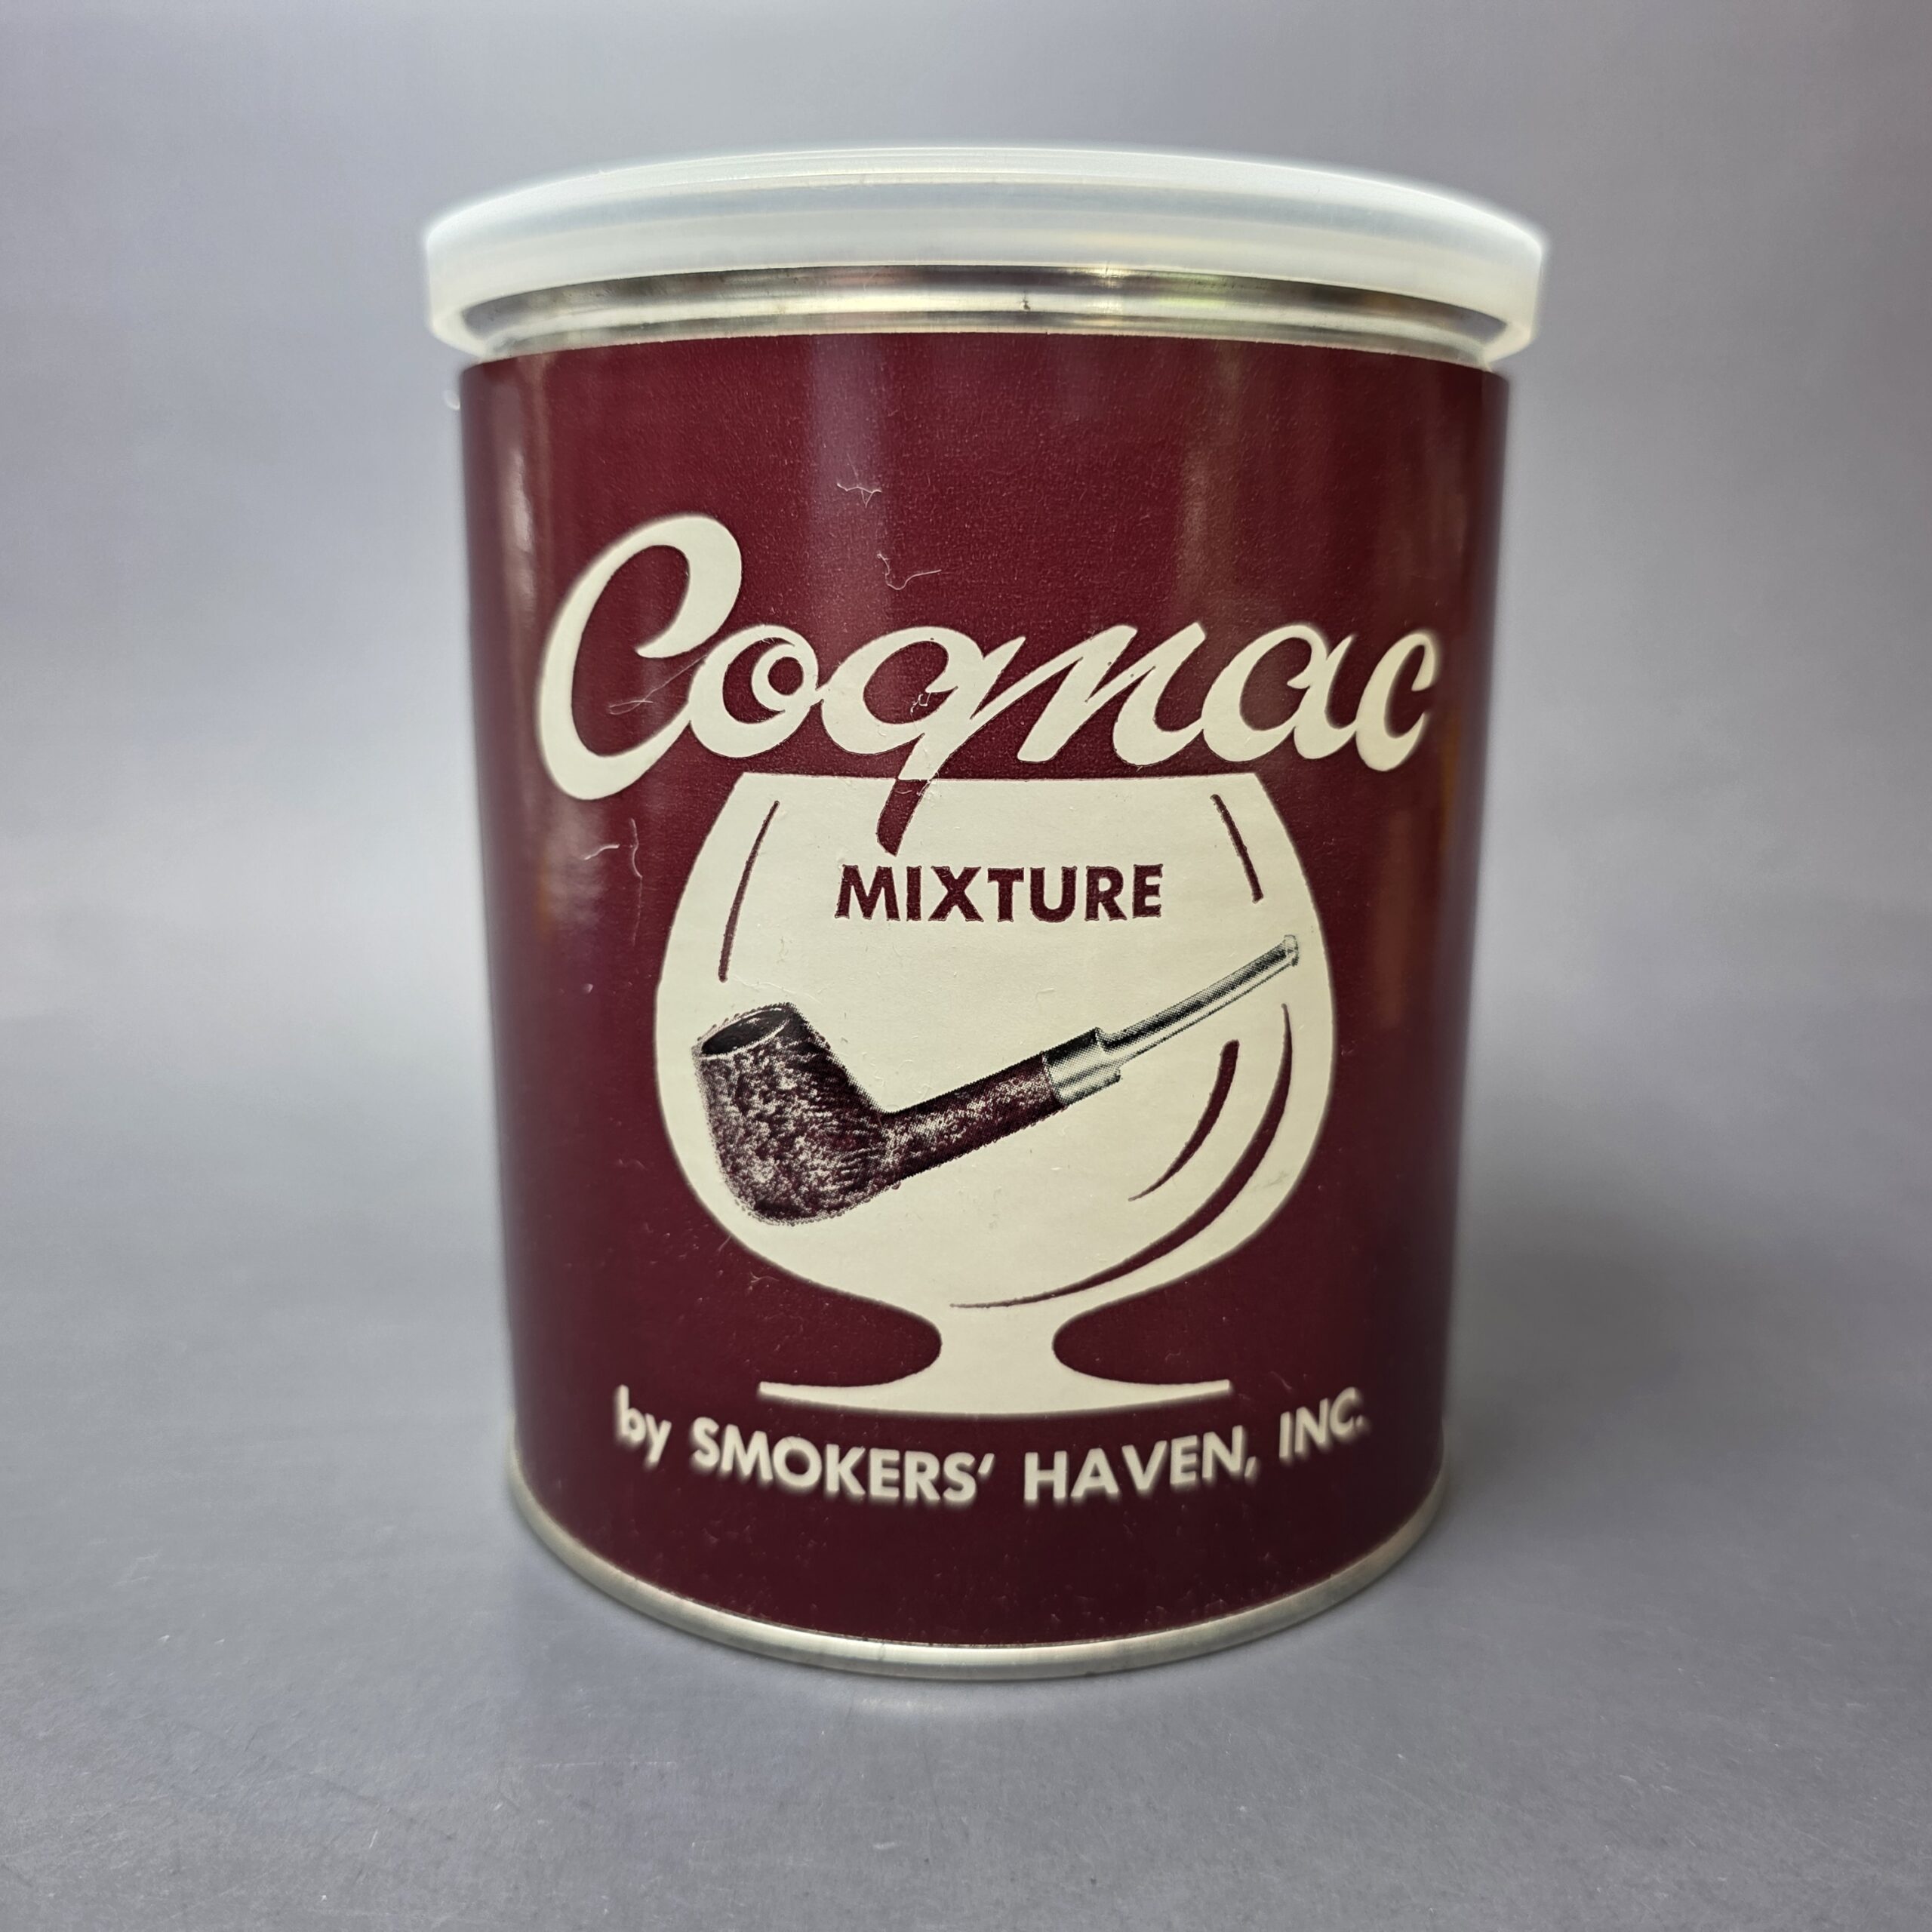 Cognac
MIXTURE
by SMOKERS' HAVEN, INC.